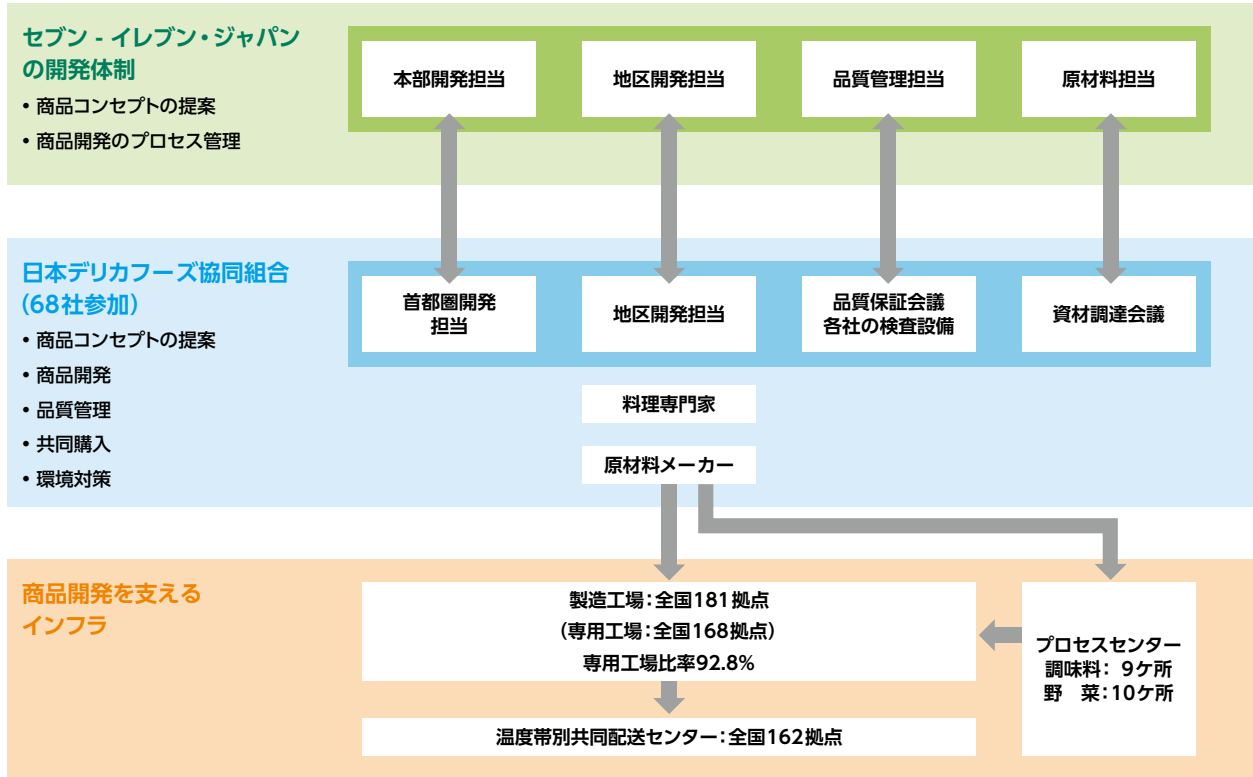 セブン - イレブン・ジャパン
の開発体制
• 商品コンセプトの提案
• 商品開発のプロセス管理
本部開発担当
地区開発担当
品質管理担当
原材料担当
日本デリカフーズ協同組合
(68社参加)
• 商品コンセプトの提案
• 商品開発
• 品質管理
• 共同購入
• 環境対策
首都圏開発
担当
地区開発担当
品質保証会議
各社の検査設備
資材調達会議
料理専門家
原材料メーカー
商品開発を支える
インフラ
製造工場：全国181拠点
(専用工場：全国168拠点)
専用工場比率92.8%
プロセスセンター
調味料： 9ケ所
野　菜：10ケ所
温度帯別共同配送センター：全国162拠点